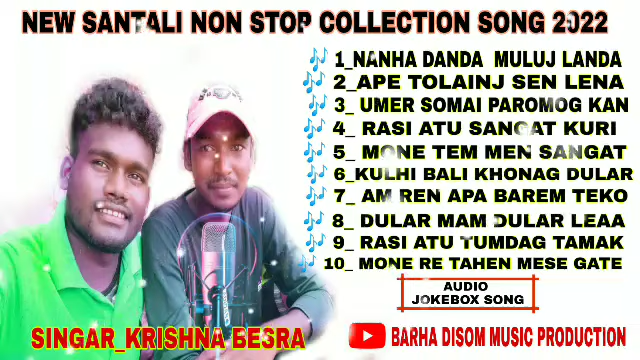 NEW SANTALI NON STOP COLLECTION SONG 2022
1_NANHA DANDA MULUJ LANDA
2_APE TOLAINJ SEN LENA
3_ UMER SOMAI PAROMOG KAN
4_ RASI ATU SANGAT KURI
5_ MONE TEM MEN SANGAT
6_KULHI BALI KHONAG DULAR
7_ AM REN APA BAREM TEKO
8_ DULAR MAM DULAR LEAA
9_ RASI ATU TUMDAG TAMAK
10_ MONE RE TAHEN MESE GATE
AUDIO
JOKEBOX SONG
SINGAR_KRISHNA BESRA
BARHA DISOM MUSIC PRODUCTION